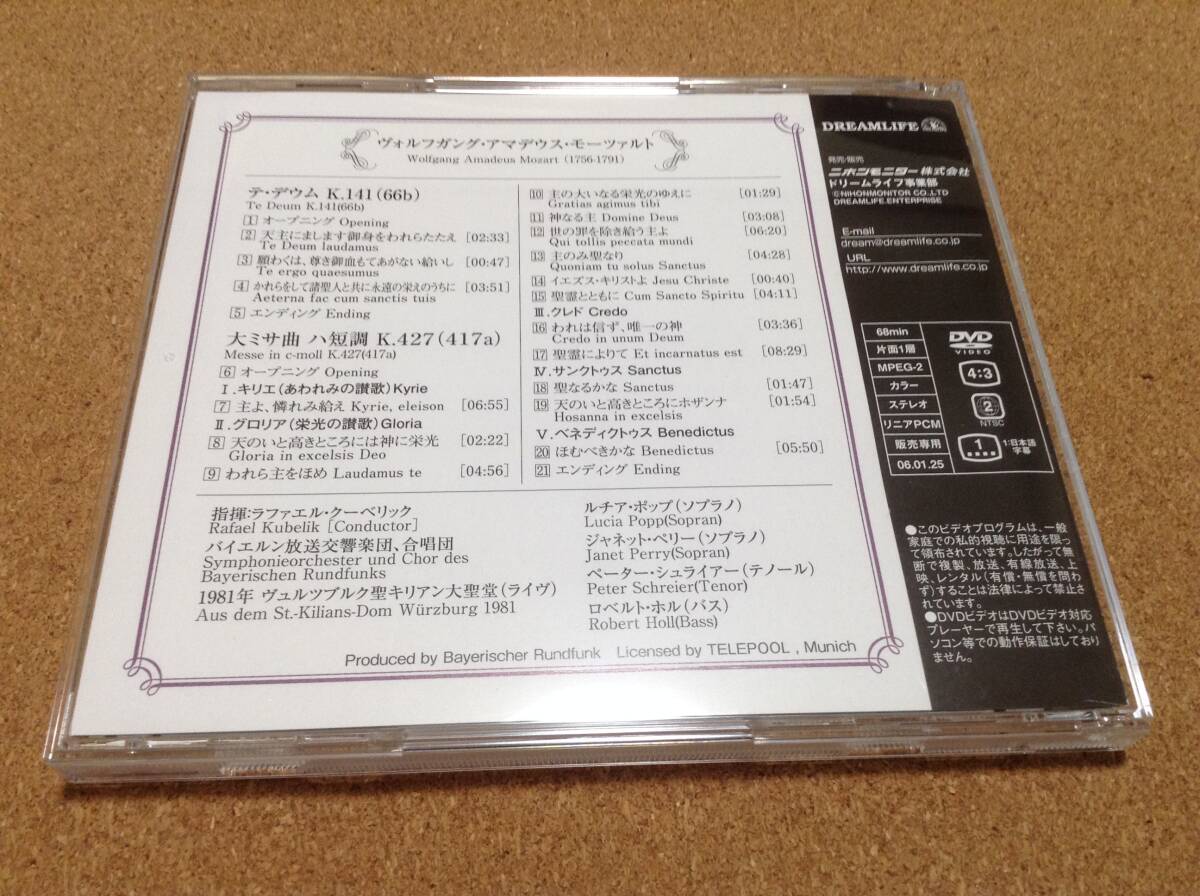 ヴォルフガング・アマデウス・モーツァルト
Wolfgang Amadeus Mozart (1756-1791)
テ・デウム K.141(66b)
Te Deum K.141(66b)
1 オープニング Opening
2 天主にまします御身をわれらたたえ [02:33]
Te Deum laudamus
3 願わくは、尊き御血もてあがない給いし [00:47]
Te ergo quaesumus
4 かれらをして諸聖人と共に永遠の栄えのうちに [03:51]
Aeterna fac cum sanctis tuis
5 エンディング Ending
大ミサ曲 ハ短調 K.427(417a)
Messe in c-moll K.427(417a)
6 オープニング Opening
Ⅰ.キリエ(あわれみの讃歌)Kyrie
7 主よ、憐れみ給え Kyrie, eleison [06:55]
Ⅱ.グロリア(栄光の讃歌)Gloria
8 天のいと高きところには神に栄光 [02:22]
Gloria in excelsis Deo
9 われら主をほめ Laudamus te [04:56]
10 主の大いなる栄光のゆえに [01:29]
Gratias agimus tibi
11 神なる主 Domine Deus [03:08]
12 世の罪を除き給う主よ [06:20]
Qui tollis peccata mundi
13 主のみ聖なり [04:28]
Quoniam tu solus Sanctus
14 イエズス・キリストよ Jesu Christe [00:40]
15 聖霊とともに Cum Sancto Spiritu [04:11]
Ⅲ.クレド Credo
16 われは信ず、唯一の神 [03:36]
Credo in unum Deum
17 聖霊によりて Et incarnatus est [08:29]
Ⅳ.サンクトゥス Sanctus
18 聖なるかな Sanctus [01:47]
19 天のいと高きところにホザンナ [01:54]
Hosanna in excelsis
Ⅴ.ベネディクトゥス Benedictus
20 ほむべきかな Benedictus [05:50]
21 エンディング Ending
指揮:ラファエル・クーベリック
Rafael Kubelik [Conductor]
バイエルン放送交響楽団、合唱団
Symphonieorchester und Chor des
Bayerischen Rundfunks
1981年 ヴュルツブルク聖キリアン大聖堂(ライヴ)
Aus dem St.-Kilians-Dom Würzburg 1981
ルチア・ポップ(ソプラノ)
Lucia Popp(Sopran)
ジャネット・ペリー(ソプラノ)
Janet Perry(Sopran)
ペーター・シュライアー(テノール)
Peter Schreier(Tenor)
ロベルト・ホル(バス)
Robert Holl(Bass)
Produced by Bayerischer Rundfunk Licensed by TELEPOOL , Munich
DREAMLIFE
発売・販売
ニホンモニター株式会社
ドリームライフ事業部
©NIHONMONITOR CO.,LTD
DREAMLIFE.ENTERPRISE
E-mail
dream@dreamlife.co.jp
URL
http://www.dreamlife.co.jp
68min
片面1層
MPEG-2
カラー
ステレオ
リニアPCM
販売専用
06.01.25
DVD
VIDEO
4:3
2
NTSC
1
1:日本語
字幕
●このビデオプログラムは、一般
家庭での私的視聴に用途を限っ
て頒布されています。したがって無
断で複製、放送、有線放送、上
映、レンタル(有償・無償を問わ
ず)することは法律によって禁止さ
れています。
●DVDビデオはDVDビデオ対応
プレーヤーで再生して下さい。パ
ソコン等での動作保証はしており
ません。